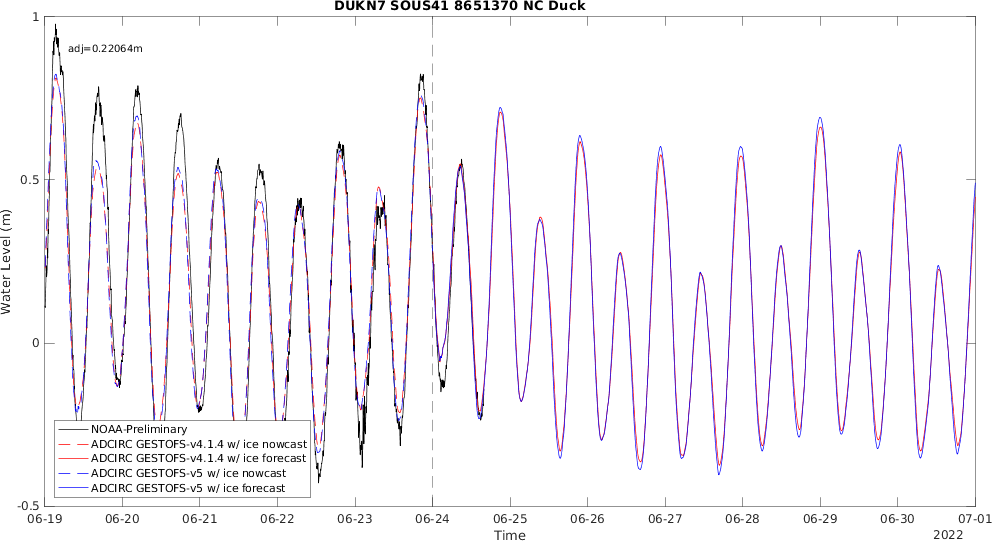 DUKN7 SOUS41 8651370 NC Duck
1
adj=0.22064m
0.5
Water Level (m)
0
NOAA-Preliminary
ADCIRC GESTOFS-v4.1.4 w/ ice nowcast
ADCIRC GESTOFS-v4.1.4 w/ ice forecast
ADCIRC GESTOFS-v5 w/ ice nowcast
ADCIRC GESTOFS-v5 w/ ice forecast
-0.5
06-19 06-20 06-21 06-22 06-23 06-24 06-25 06-26 06-27 06-28 06-29 06-30 07-01
Time
2022